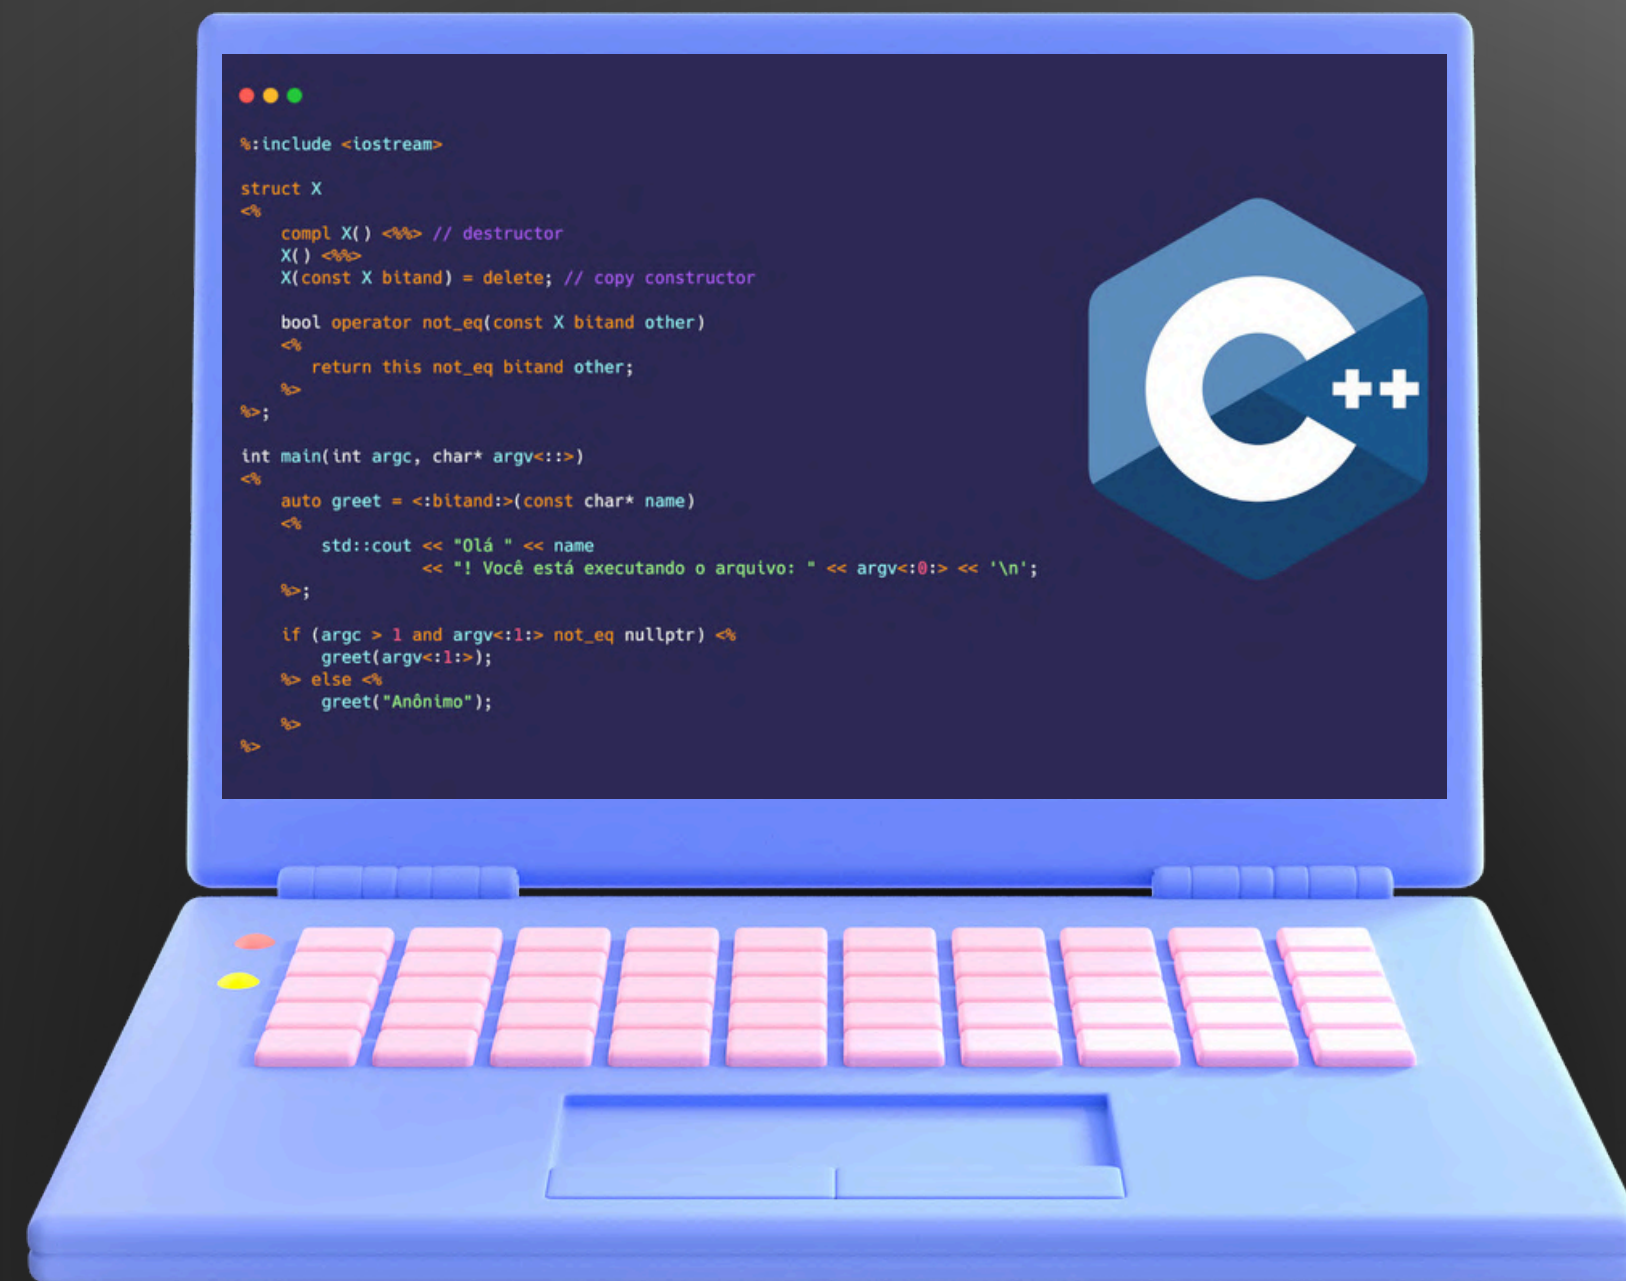 %:include <iostream>
struct X
<%
compl X() <%%> // destructor
X() <%%>
X(const X bitand) = delete; // copy constructor
bool operator not_eq(const X bitand other)
<%
return this not_eq bitand other;
%>
%>;
int main(int argc, char* argv<::>)
<%
auto greet = <:bitand:>(const char* name)
<%
std::cout << "Olá " << name
<< "! Você está executando o arquivo: " << argv<:0:> << '\n';
%>;
if (argc > 1 and argv<:1:> not_eq nullptr) <%
greet(argv<:1:>);
%> else <%
greet("Anônimo");
%>
%>
C++